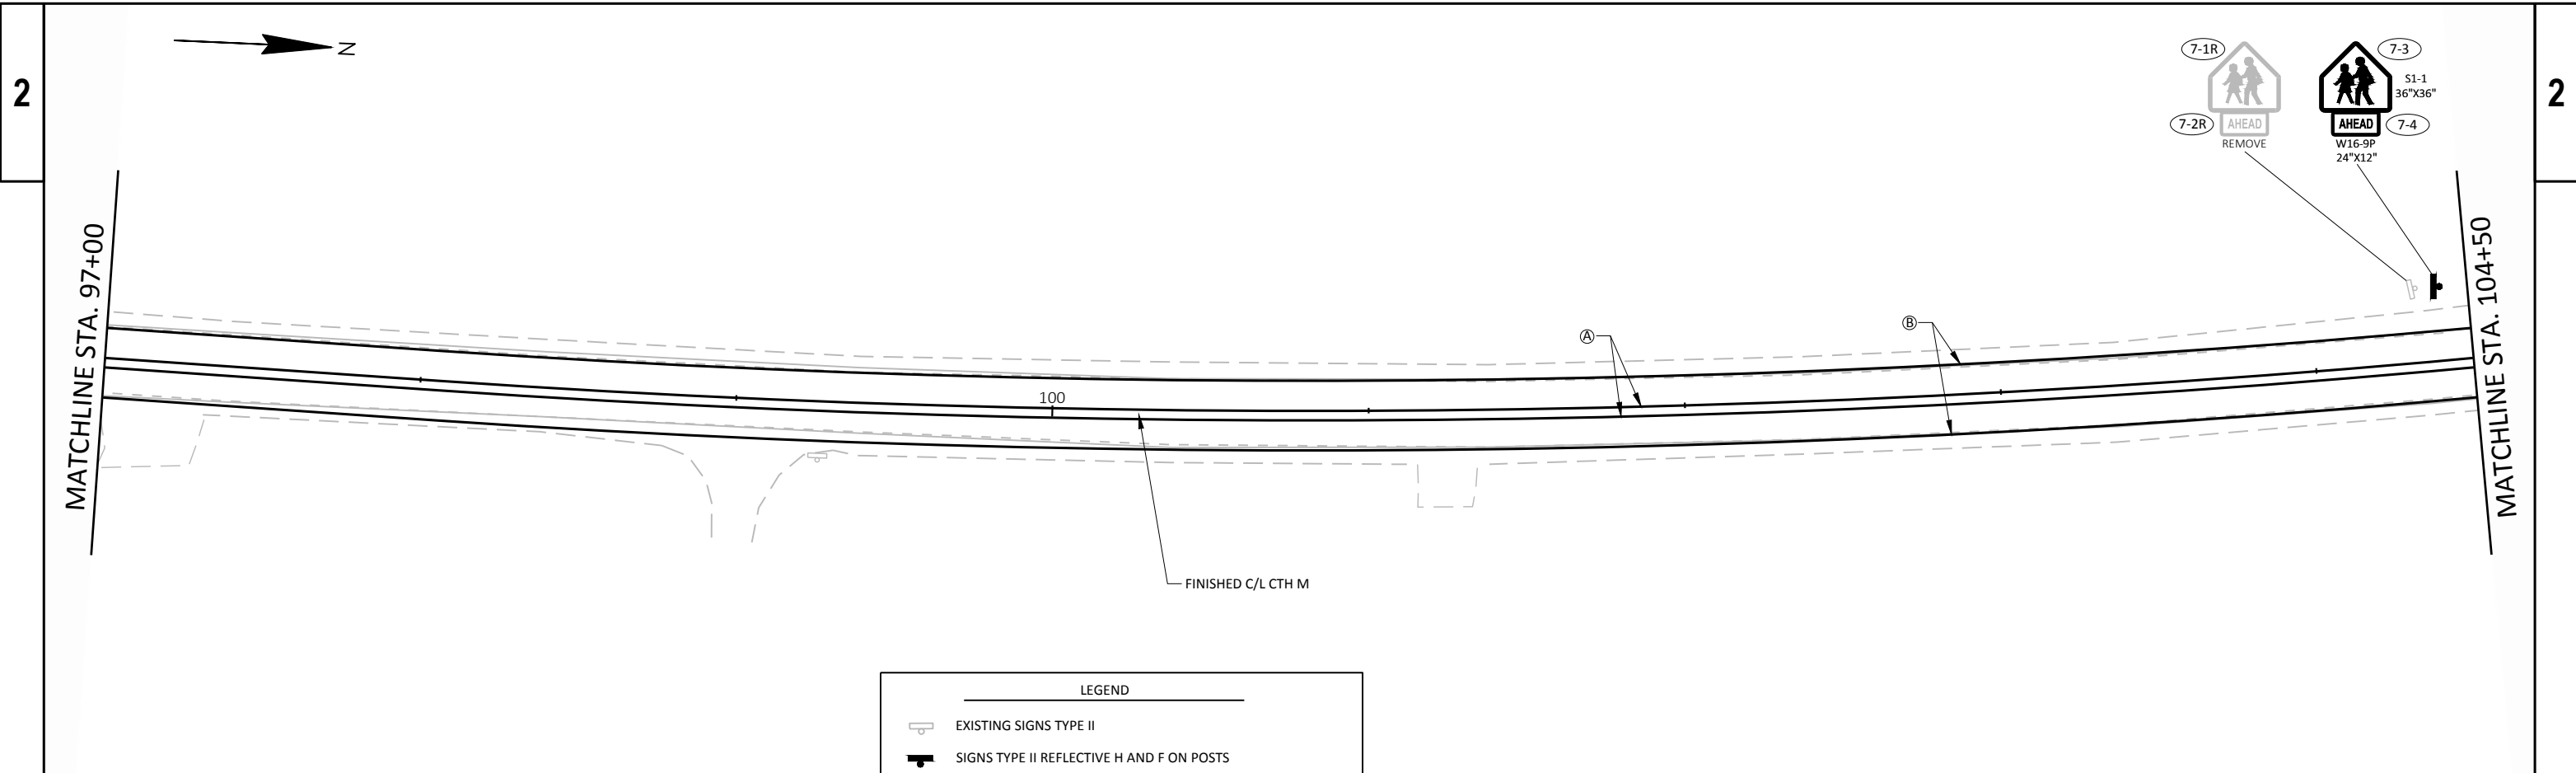 2
N
7-1R
7-3
S1-1
36"X36"
7-2R
AHEAD
AHEAD
7-4
REMOVE
W16-9P
24"X12"
2
MATCHLINE STA. 97+00
MATCHLINE STA. 104+50
A
B
100
FINISHED C/L CTH M
LEGEND
EXISTING SIGNS TYPE II
SIGNS TYPE II REFLECTIVE H AND F ON POSTS